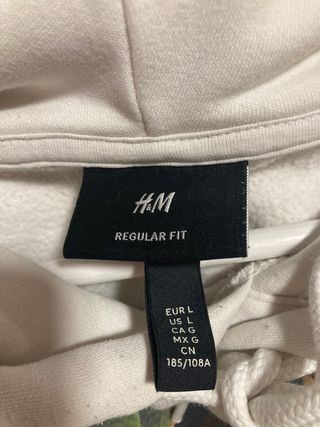 H&M
REGULAR FIT
EUR L
US L
CA G
MX G
CN
185/108A